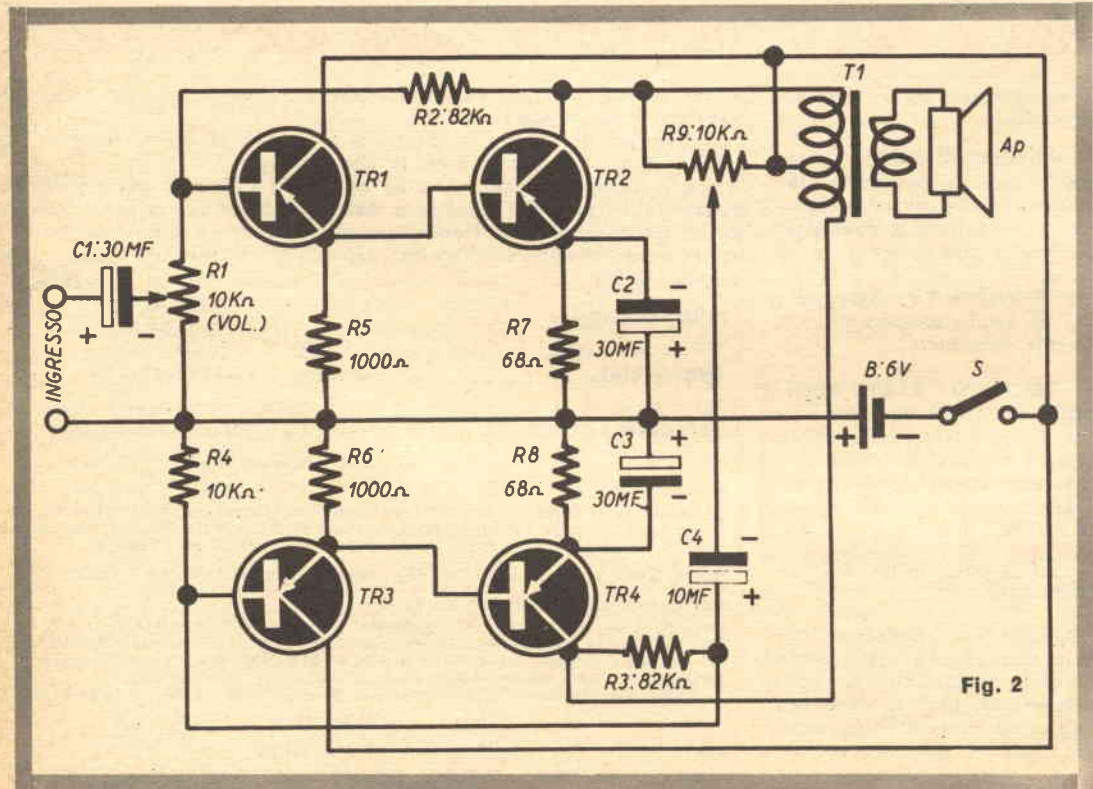 T1
R2:82KΩ
R9:10KΩ
Ap
TR1
TR2
C1:30MF
R1
10KΩ
(VOL.)
+
-
INGRESSO
R5
1000Ω
R7
68Ω
C2
-
30MF
+
B:6V
S
+
-
R4
10KΩ
R6
1000Ω
R8
68Ω
C3
+
30MF
-
C4
-
10MF
+
TR3
TR4
R3:82KΩ
Fig. 2